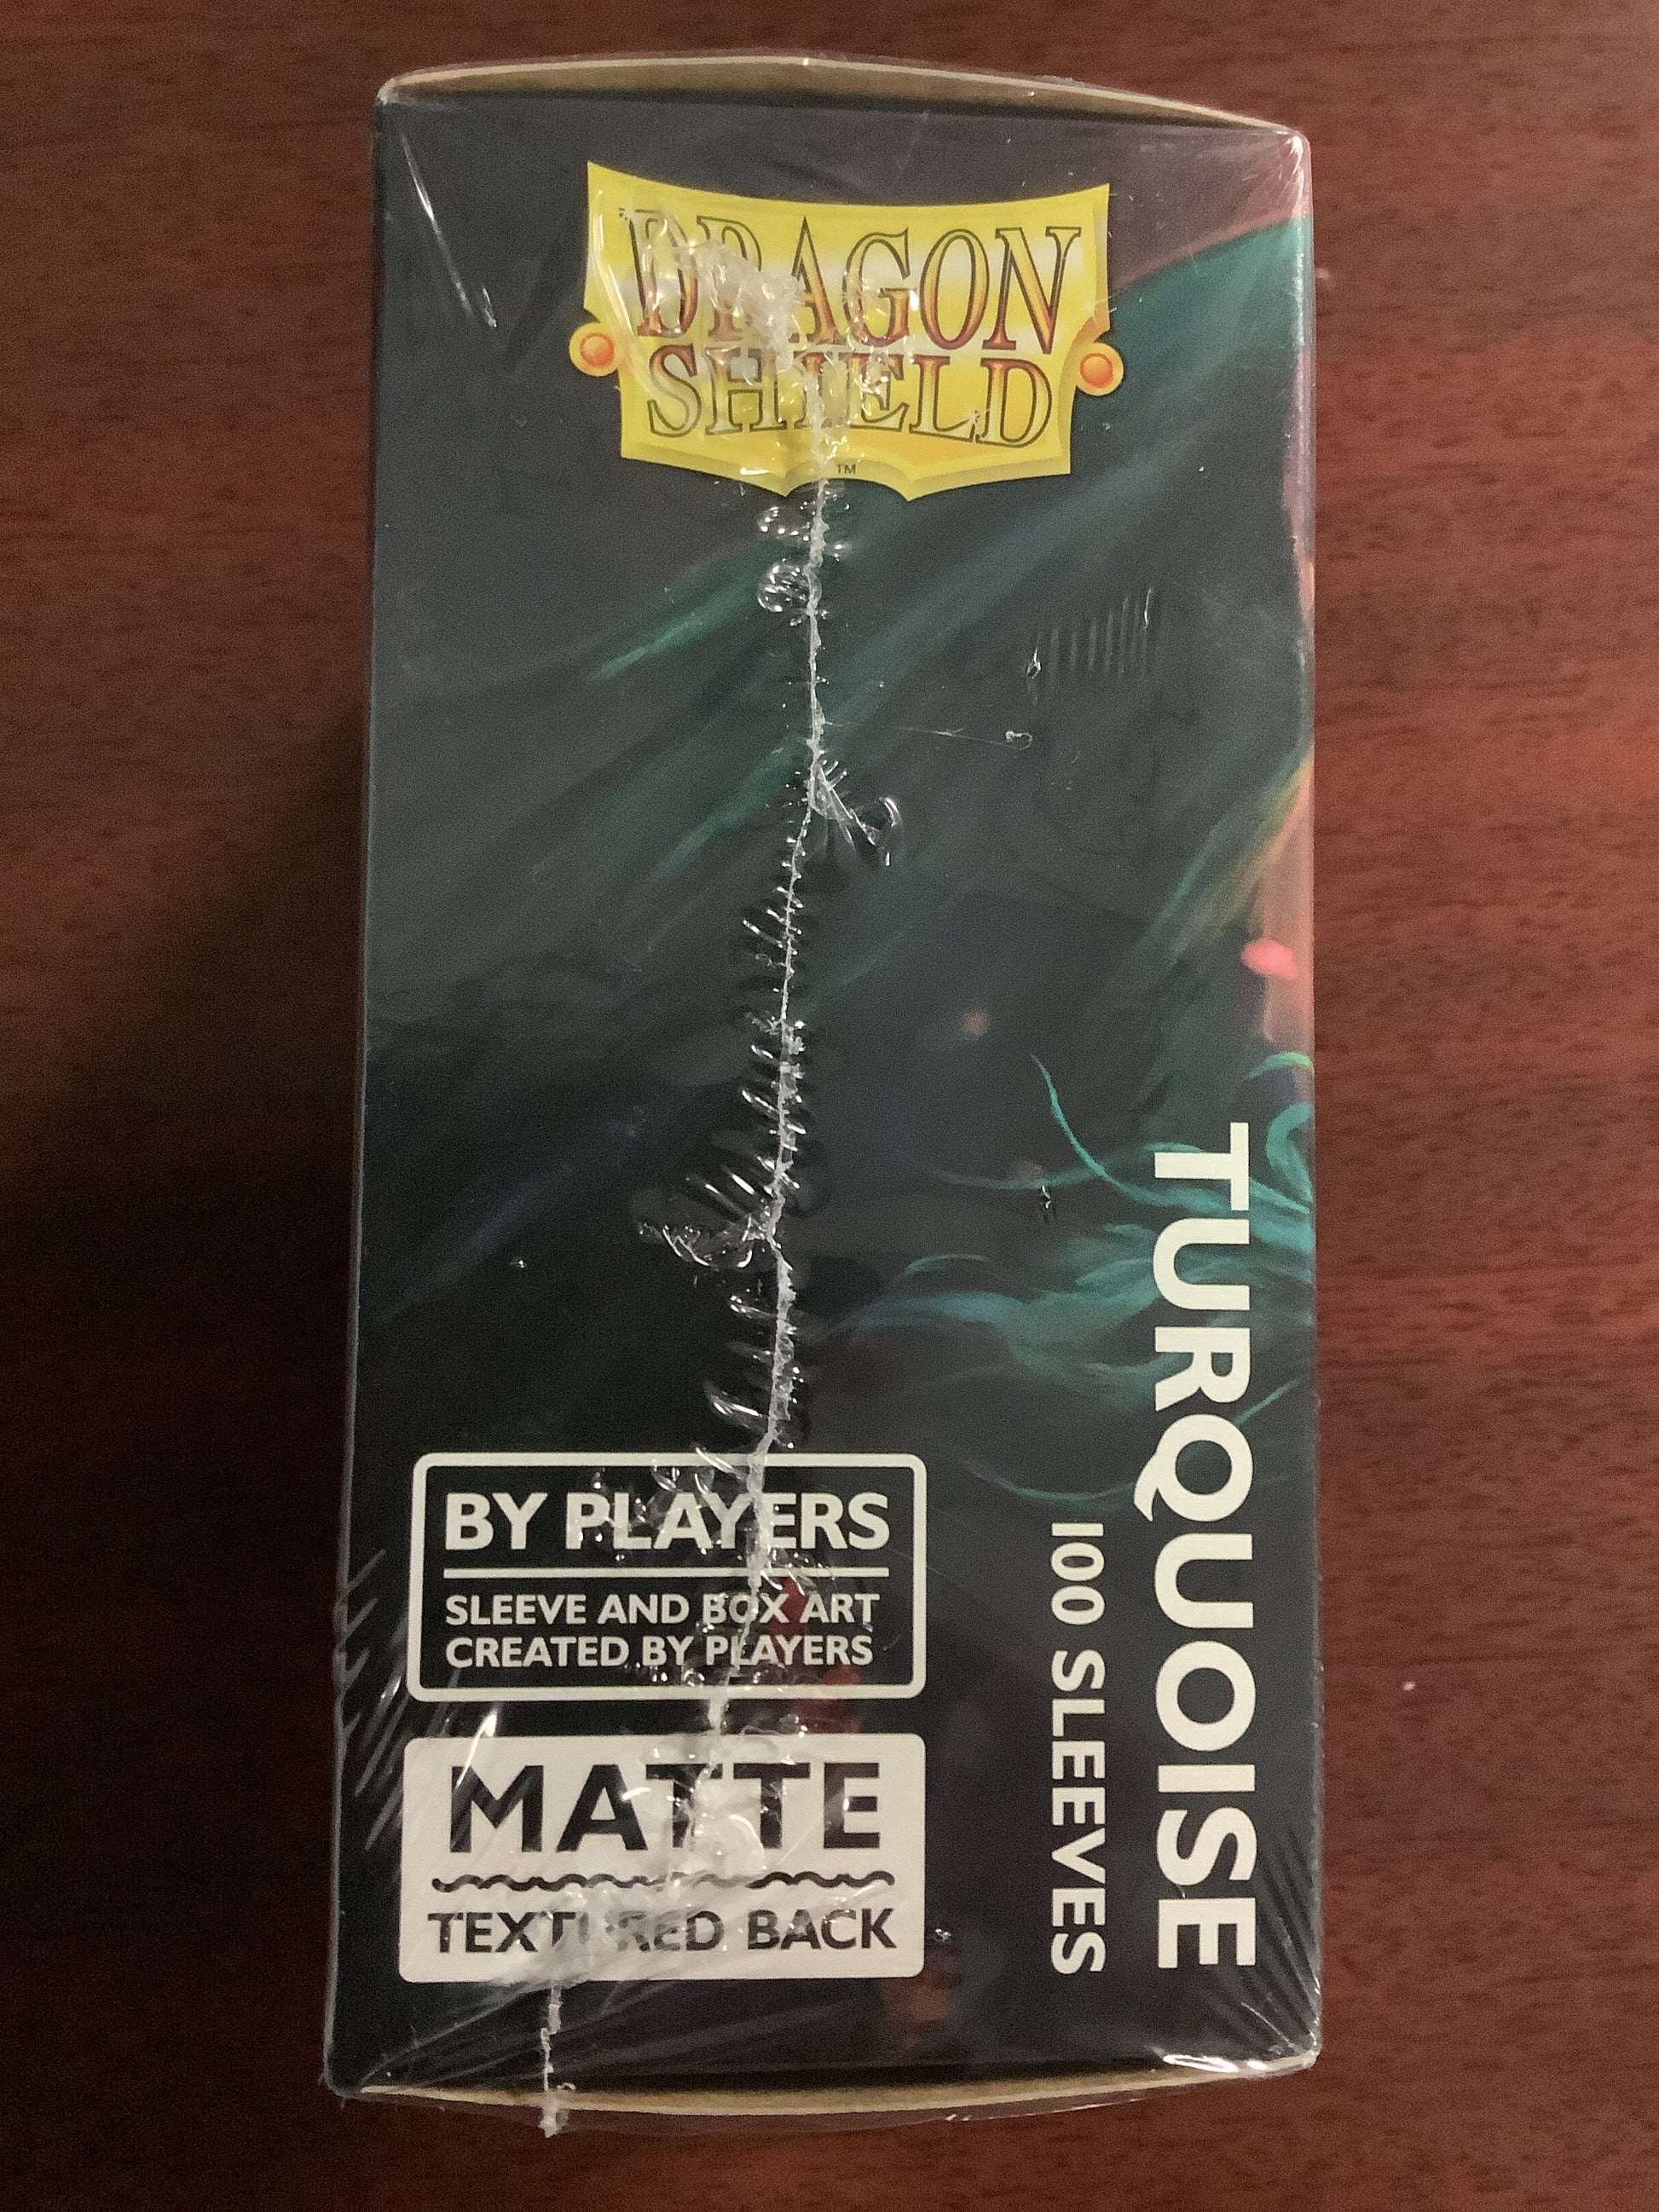 DRAGON
SHIELD
TM
TURQUOISE
100 SLEEVES
BY PLAYERS
SLEEVE AND BOX ART
CREATED BY PLAYERS
MATTE
TEXTURED BACK